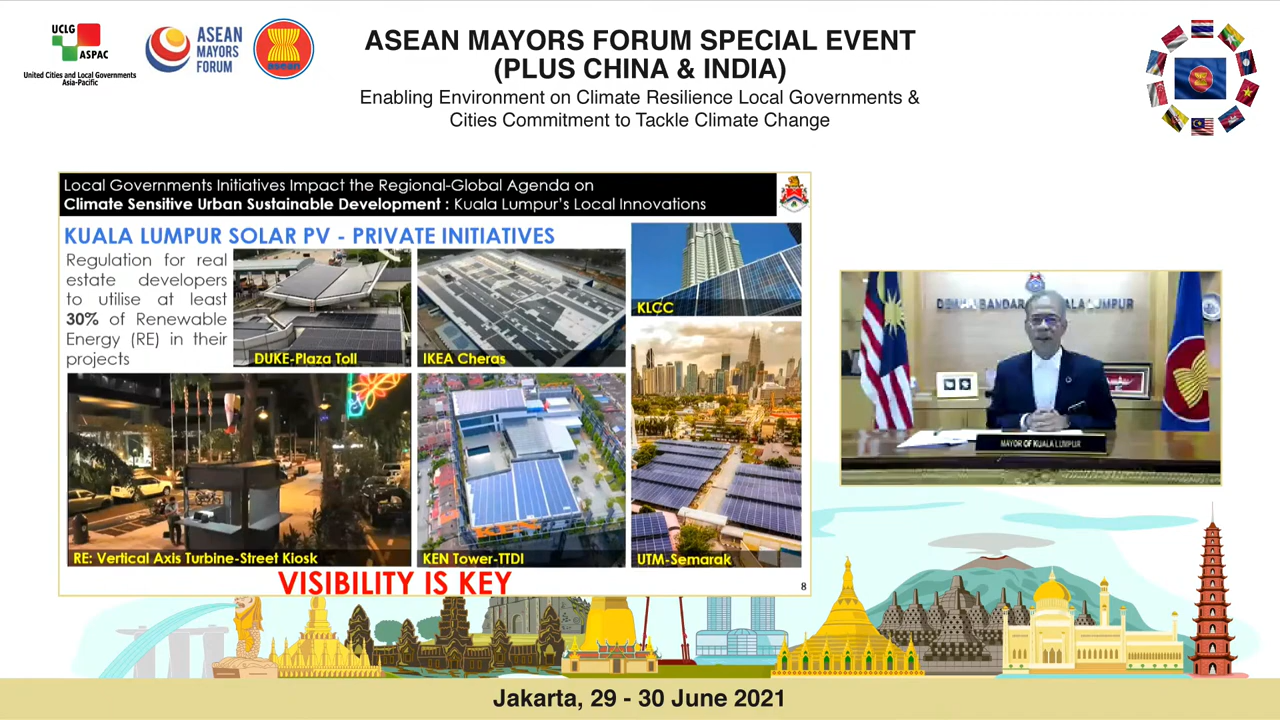 UCLG
ASPAC
United Cities and Local Governments
Asia-Pacific
ASEAN
MAYORS
FORUM
asean
ASEAN MAYORS FORUM SPECIAL EVENT
(PLUS CHINA & INDIA)
Enabling Environment on Climate Resilience Local Governments &
Cities Commitment to Tackle Climate Change
Local Governments Initiatives Impact the Regional-Global Agenda on
Climate Sensitive Urban Sustainable Development : Kuala Lumpur's Local Innovations
KUALA LUMPUR SOLAR PV - PRIVATE INITIATIVES
Regulation for real
estate developers
to utilise at least
30% of Renewable
Energy (RE) in their
projects
DUKE-Plaza Toll
IKEA Cheras
KLCC
RE: Vertical Axis Turbine-Street Kiosk
KEN Tower-TTDI
UTM-Semarak
VISIBILITY IS KEY
8
MAYOR OF KUALA LUMPUR
Jakarta, 29 - 30 June 2021